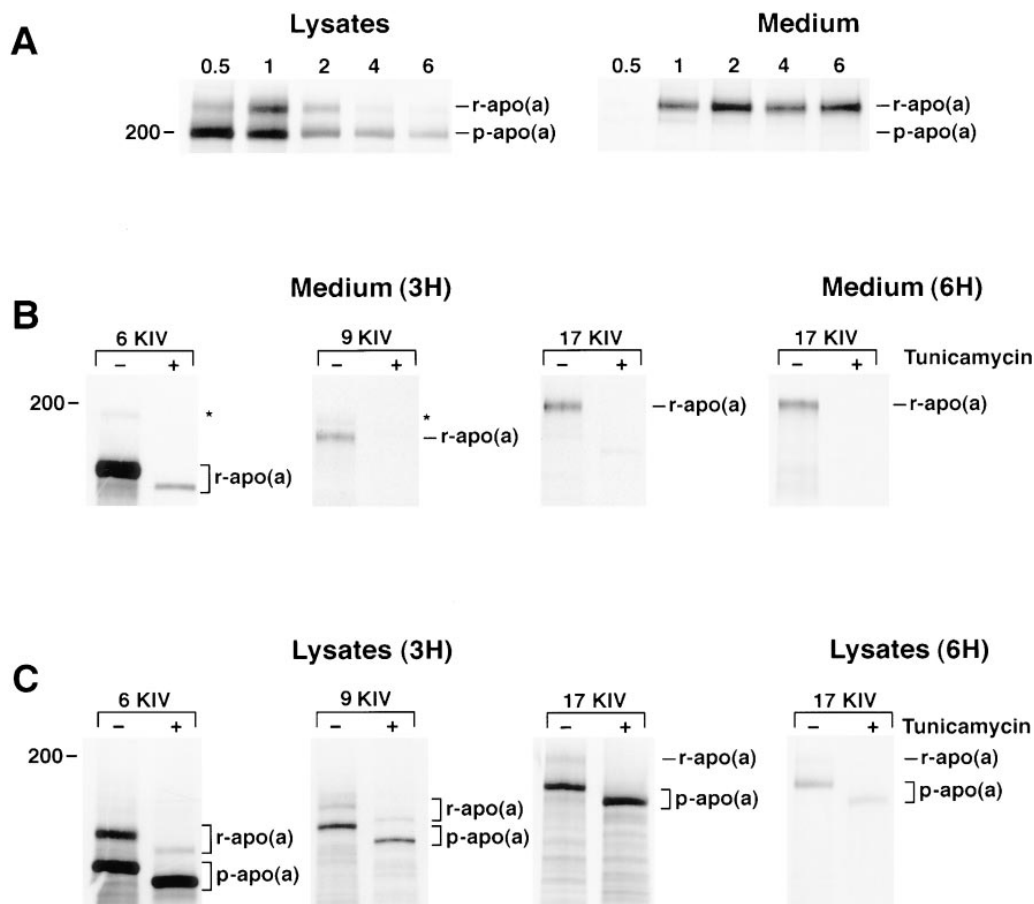 A
Lysates
Medium
0.5 1 2 4 6
0.5 1 2 4 6
–r-apo(a)
200 –
–p-apo(a)
–r-apo(a)
–p-apo(a)
B
Medium (3H)
Medium (6H)
6 KIV
9 KIV
17 KIV
17 KIV
– +
– +
– +
– +
Tunicamycin
200 –
*
r-apo(a)
*
–r-apo(a)
–r-apo(a)
–r-apo(a)
C
Lysates (3H)
Lysates (6H)
6 KIV
9 KIV
17 KIV
17 KIV
– +
– +
– +
– +
Tunicamycin
200 –
r-apo(a)
p-apo(a)
r-apo(a)
p-apo(a)
–r-apo(a)
p-apo(a)
–r-apo(a)
p-apo(a)